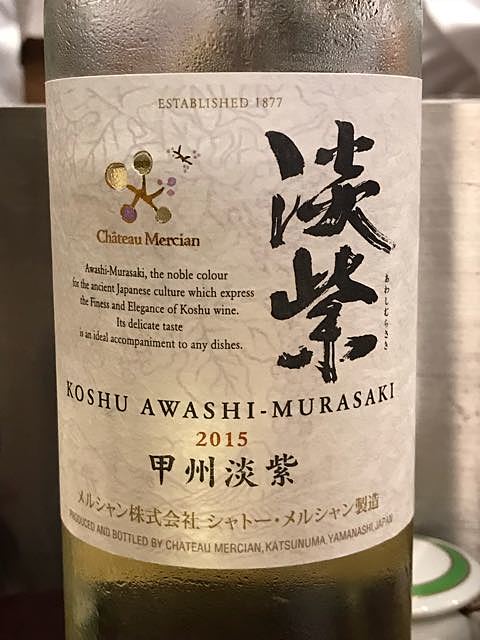 ESTABLISHED 1877
淡紫
あわしむらさき
Château Mercian
Awashi-Murasaki, the noble colour
for the ancient Japanese culture which express
the Finess and Elegance of Koshu wine.
Its delicate taste
is an ideal accompaniment to any dishes.
KOSHU AWASHI-MURASAKI
2015
甲州淡紫
メルシャン株式会社 シャトー・メルシャン製造
PRODUCED AND BOTTLED BY CHATEAU MERCIAN, KATSUNUMA, YAMANASHI, JAPAN